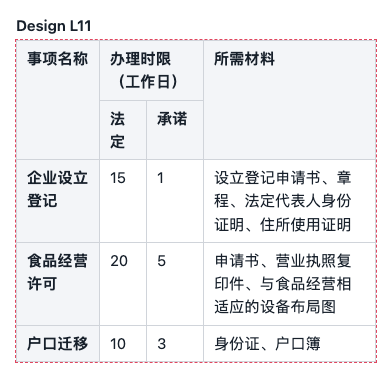 Design L11
事项名称
办理时限
（工作日）
所需材料
法
定
承诺
企业设立
登记
15
1
设立登记申请书、章
程、法定代表人身份
证明、住所使用证明
食品经营
许可
20
5
申请书、营业执照复
印件、与食品经营相
适应的设备布局图
户口迁移
10
3
身份证、户口簿